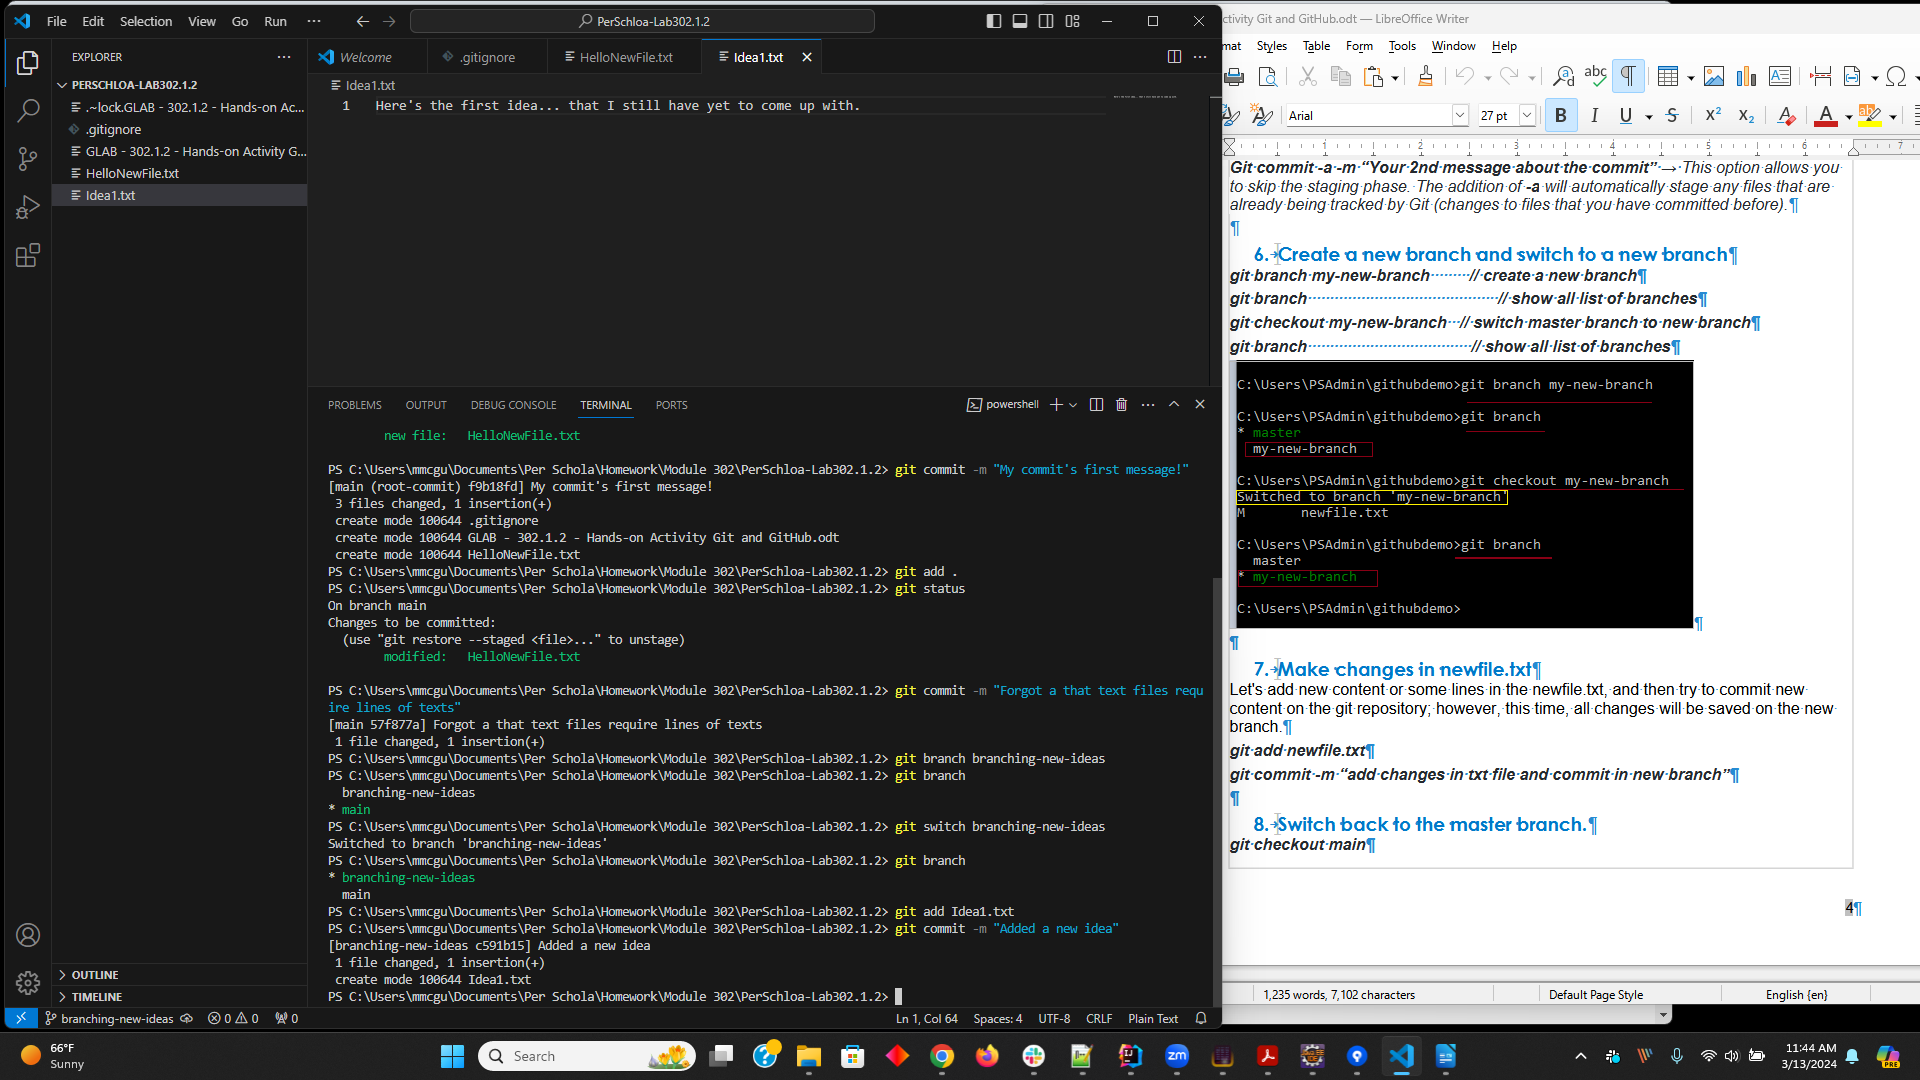 File Edit Selection View Go Run ··· PerSchloa-Lab302.1.2
EXPLORER
PERSCHLOA-LAB302.1.2
.~lock.GLAB - 302.1.2 - Hands-on Ac...
.gitignore
GLAB - 302.1.2 - Hands-on Activity G...
HelloNewFile.txt
Idea1.txt
OUTLINE
TIMELINE
Welcome .gitignore HelloNewFile.txt Idea1.txt
Idea1.txt
1 Here's the first idea... that I still have yet to come up with.
PROBLEMS OUTPUT DEBUG CONSOLE TERMINAL PORTS powershell
new file: HelloNewFile.txt
PS C:\Users\mmcgu\Documents\Per Schola\Homework\Module 302\PerSchloa-Lab302.1.2> git commit -m "My commit's first message!"
[main (root-commit) f9b18fd] My commit's first message!
3 files changed, 1 insertion(+)
create mode 100644 .gitignore
create mode 100644 GLAB - 302.1.2 - Hands-on Activity Git and GitHub.odt
create mode 100644 HelloNewFile.txt
PS C:\Users\mmcgu\Documents\Per Schola\Homework\Module 302\PerSchloa-Lab302.1.2> git add .
PS C:\Users\mmcgu\Documents\Per Schola\Homework\Module 302\PerSchloa-Lab302.1.2> git status
On branch main
Changes to be committed:
(use "git restore --staged <file>..." to unstage)
modified: HelloNewFile.txt
PS C:\Users\mmcgu\Documents\Per Schola\Homework\Module 302\PerSchloa-Lab302.1.2> git commit -m "Forgot a that text files requ
ire lines of texts"
[main 57f877a] Forgot a that text files require lines of texts
1 file changed, 1 insertion(+)
PS C:\Users\mmcgu\Documents\Per Schola\Homework\Module 302\PerSchloa-Lab302.1.2> git branch branching-new-ideas
PS C:\Users\mmcgu\Documents\Per Schola\Homework\Module 302\PerSchloa-Lab302.1.2> git branch
branching-new-ideas
* main
PS C:\Users\mmcgu\Documents\Per Schola\Homework\Module 302\PerSchloa-Lab302.1.2> git switch branching-new-ideas
Switched to branch 'branching-new-ideas'
PS C:\Users\mmcgu\Documents\Per Schola\Homework\Module 302\PerSchloa-Lab302.1.2> git branch
* branching-new-ideas
main
PS C:\Users\mmcgu\Documents\Per Schola\Homework\Module 302\PerSchloa-Lab302.1.2> git add Idea1.txt
PS C:\Users\mmcgu\Documents\Per Schola\Homework\Module 302\PerSchloa-Lab302.1.2> git commit -m "Added a new idea"
[branching-new-ideas c591b15] Added a new idea
1 file changed, 1 insertion(+)
create mode 100644 Idea1.txt
PS C:\Users\mmcgu\Documents\Per Schola\Homework\Module 302\PerSchloa-Lab302.1.2>
branching-new-ideas 0 0 0 Ln 1, Col 64 Spaces: 4 UTF-8 CRLF Plain Text
ctivity Git and GitHub.odt — LibreOffice Writer
mat Styles Table Form Tools Window Help
Arial 27 pt B I U S X² X₂ A
1 2 3 4 5 6 7
Git commit -a -m “Your 2nd message about the commit” → This option allows you
to skip the staging phase. The addition of -a will automatically stage any files that are
already being tracked by Git (changes to files that you have committed before).¶
¶
6. Create a new branch and switch to a new branch¶
git branch my-new-branch // create a new branch¶
git branch // show all list of branches¶
git checkout my-new-branch // switch master branch to new branch¶
git branch // show all list of branches¶
C:\Users\PSAdmin\githubdemo>git branch my-new-branch
C:\Users\PSAdmin\githubdemo>git branch
* master
my-new-branch
C:\Users\PSAdmin\githubdemo>git checkout my-new-branch
Switched to branch 'my-new-branch'
M newfile.txt
C:\Users\PSAdmin\githubdemo>git branch
master
* my-new-branch
C:\Users\PSAdmin\githubdemo>
¶
¶
7. Make changes in newfile.txt¶
Let's add new content or some lines in the newfile.txt, and then try to commit new
content on the git repository; however, this time, all changes will be saved on the new
branch.¶
git add newfile.txt¶
git commit -m “add changes in txt file and commit in new branch”¶
¶
8. Switch back to the master branch.¶
git checkout main¶
4¶
1,235 words, 7,102 characters Default Page Style English {en}
66°F
Sunny
Search
zm
PRE
11:44 AM
3/13/2024